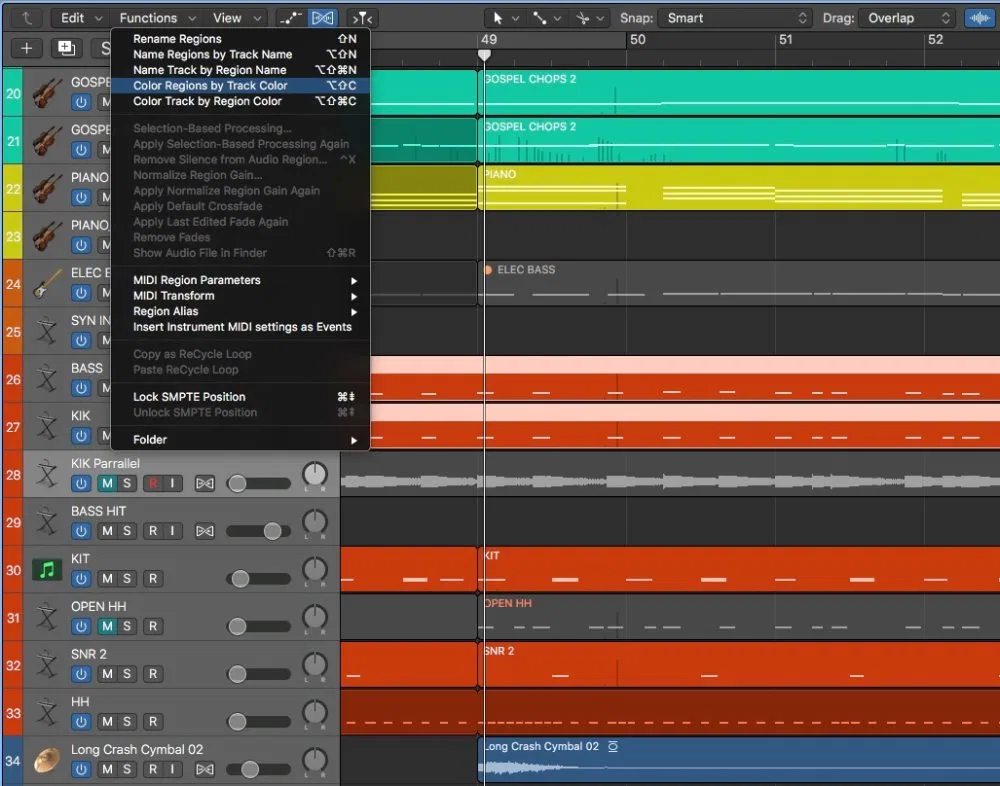 Edit Functions View Snap: Smart Drag: Overlap
+ S 49 50 51 52
Rename Regions ⇧N
Name Regions by Track Name ⌥⇧N
Name Track by Region Name ⌥⇧⌘N
Color Regions by Track Color ⌥⇧C
Color Track by Region Color ⌥⇧⌘C
Selection-Based Processing...
Apply Selection-Based Processing Again
Remove Silence from Audio Region... ^X
Normalize Region Gain...
Apply Normalize Region Gain Again
Apply Default Crossfade
Apply Last Edited Fade Again
Remove Fades
Show Audio File in Finder ⇧⌘R
MIDI Region Parameters
MIDI Transform
Region Alias
Insert Instrument MIDI settings as Events
Copy as ReCycle Loop
Paste ReCycle Loop
Lock SMPTE Position ⌘⇟
Unlock SMPTE Position ⌘⇞
Folder
20 GOSPE M GOSPEL CHOPS 2
21 GOSPE M GOSPEL CHOPS 2
22 PIANO M PIANO
23 PIANO M
24 ELEC B M ELEC BASS
25 SYN IN M
26 BASS M
27 KIK M
28 KIK Parrallel
M S R I L R
29 BASS HIT
M S R I L R
30 KIT KIT
M S R L R
31 OPEN HH OPEN HH
M S R L R
32 SNR 2 SNR 2
M S R L R
33 HH
M S R L R
34 Long Crash Cymbal 02 Long Crash Cymbal 02
M S R I L R